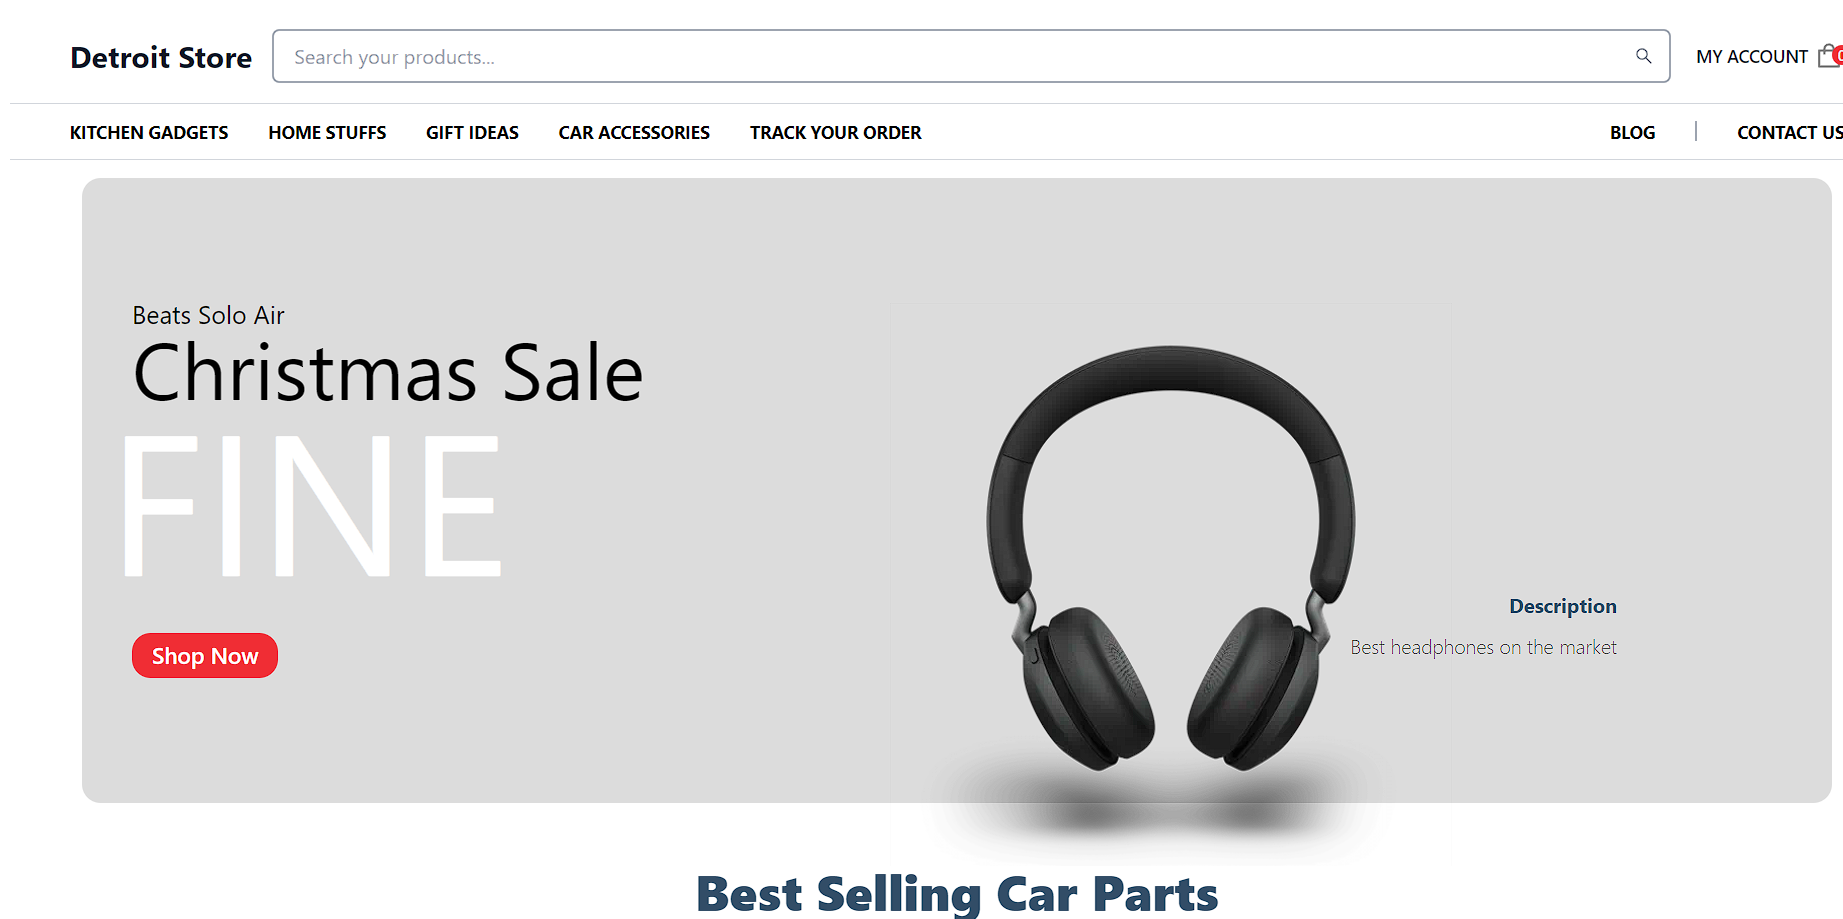 Detroit Store
Search your products...
MY ACCOUNT
KITCHEN GADGETS HOME STUFFS GIFT IDEAS CAR ACCESSORIES TRACK YOUR ORDER BLOG CONTACT US
Beats Solo Air
Christmas Sale
FINE
Description
Best headphones on the market
Shop Now
Best Selling Car Parts